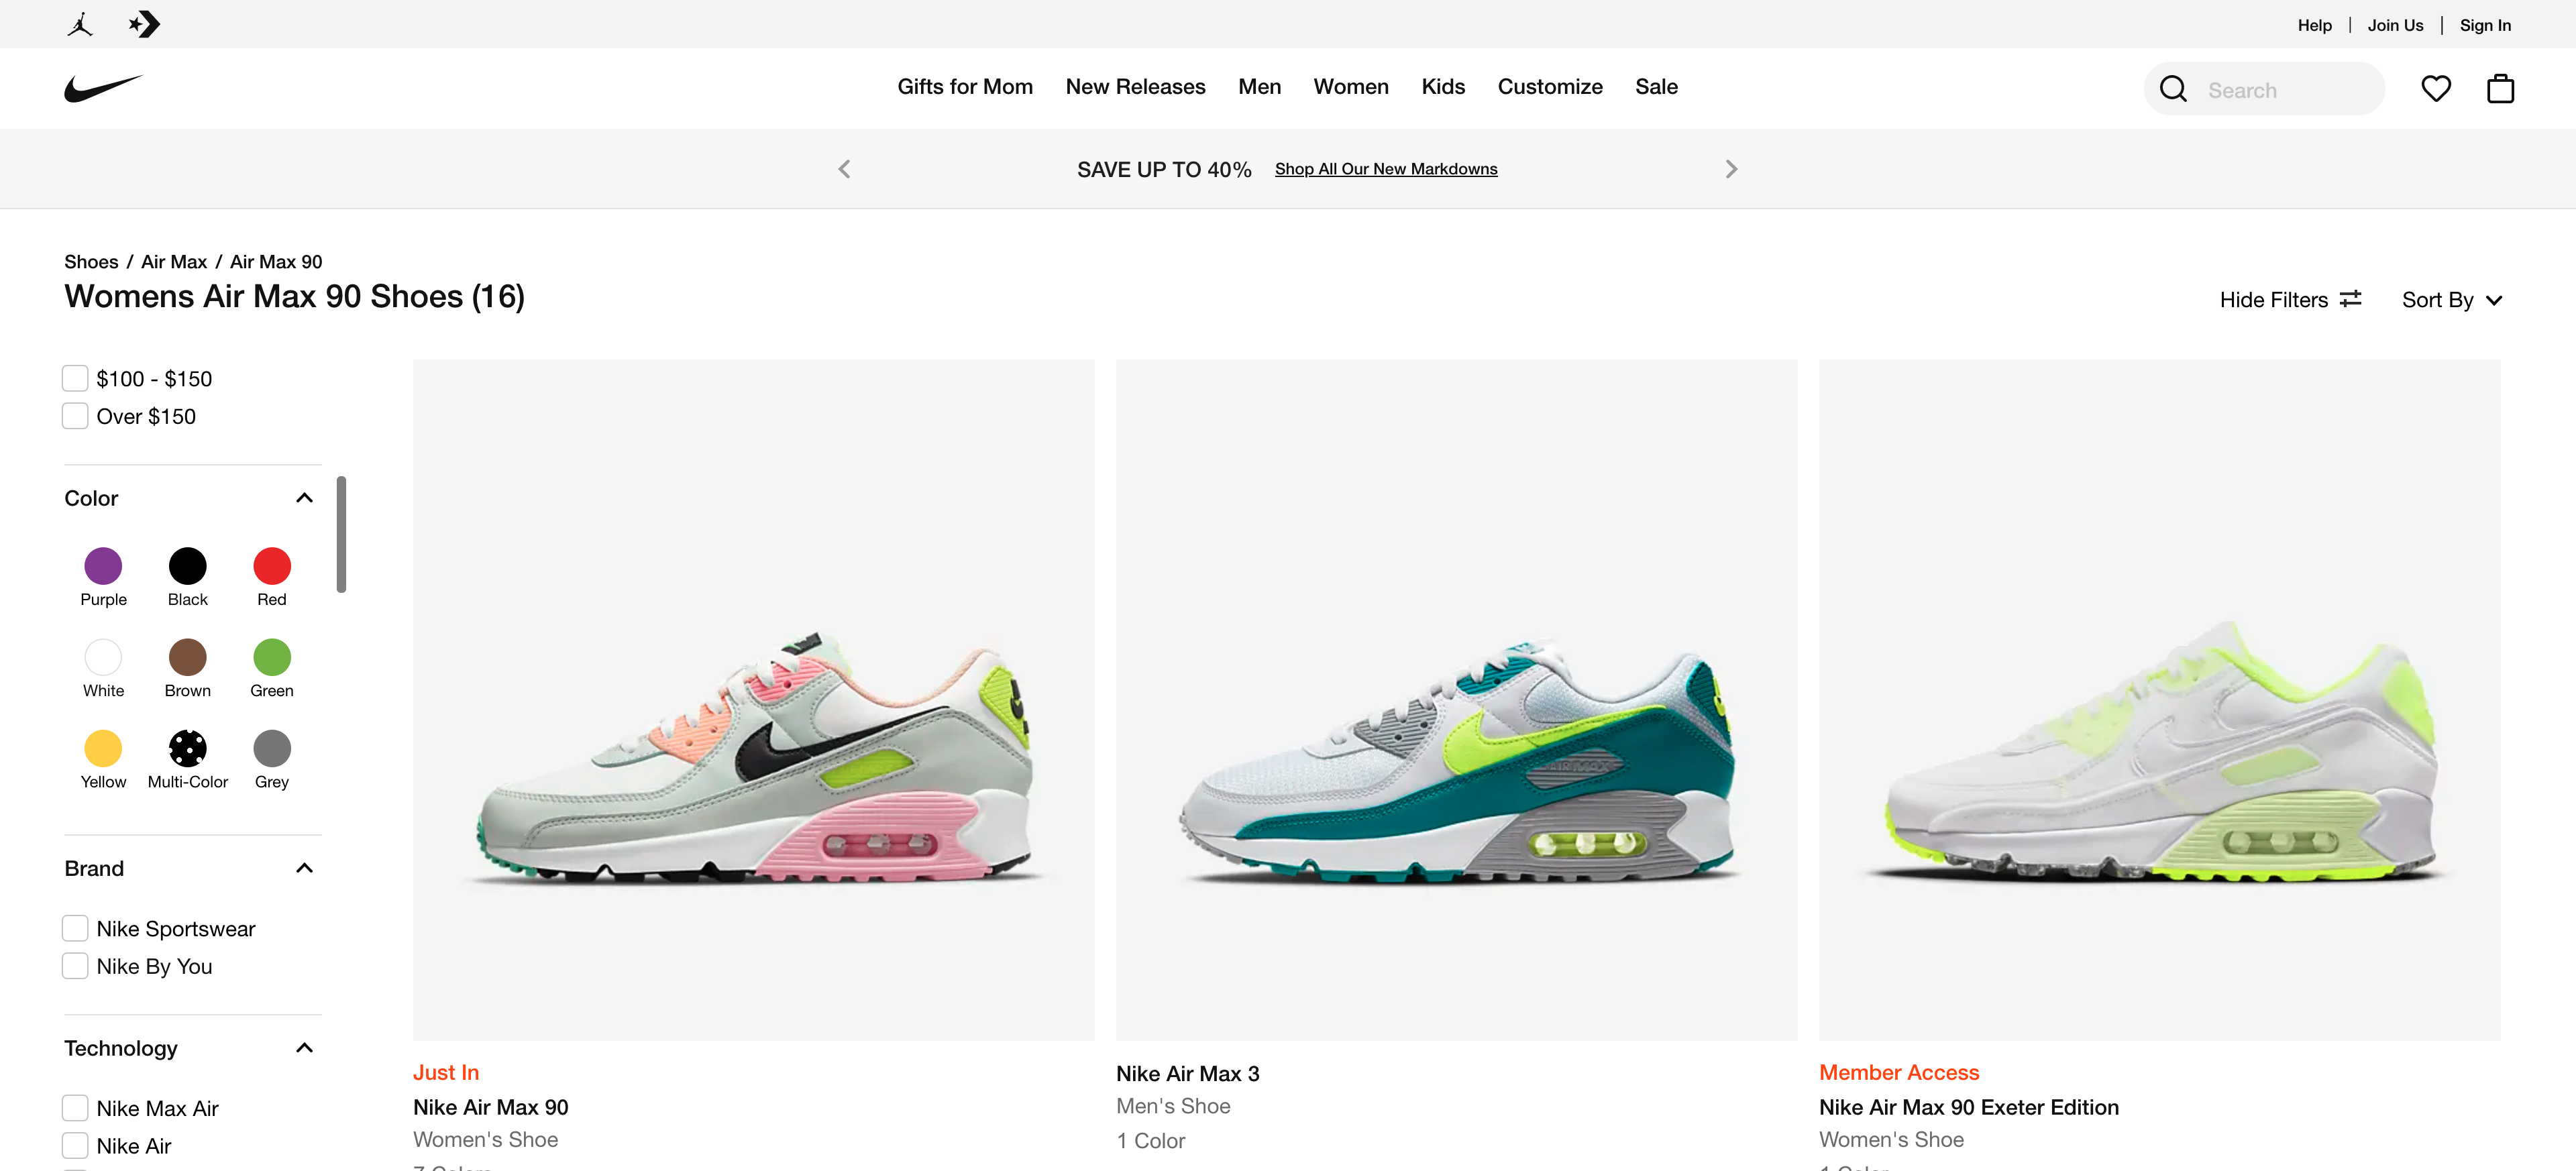 Help | Join Us | Sign In
Gifts for Mom New Releases Men Women Kids Customize Sale
Search
SAVE UP TO 40% Shop All Our New Markdowns
Shoes / Air Max / Air Max 90
Womens Air Max 90 Shoes (16)
Hide Filters Sort By
$100 - $150
Over $150
Color
Purple Black Red
White Brown Green
Yellow Multi-Color Grey
Brand
Nike Sportswear
Nike By You
Technology
Nike Max Air
Nike Air
Just In
Nike Air Max 90
Women's Shoe
Nike Air Max 3
Men's Shoe
1 Color
Member Access
Nike Air Max 90 Exeter Edition
Women's Shoe